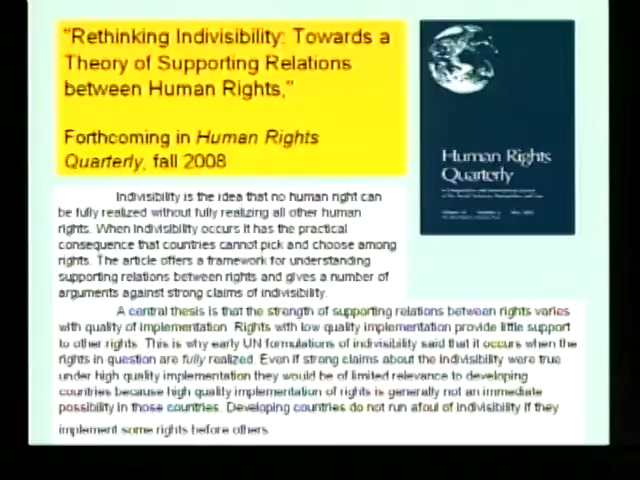 "Rethinking Indivisibility: Towards a
Theory of Supporting Relations
between Human Rights,"
Forthcoming in Human Rights
Quarterly, fall 2008
Human Rights
Quarterly
Indivisibility is the idea that no human right can
be fully realized without fully realizing all other human
rights. When indivisibility occurs it has the practical
consequence that countries cannot pick and choose among
rights. The article offers a framework for understanding
supporting relations between rights and gives a number of
arguments against strong claims of indivisibility.
A central thesis is that the strength of supporting relations between rights varies
with quality of implementation. Rights with low quality implementation provide little support
to other rights. This is why early UN formulations of indivisibility said that it occurs when the
rights in question are fully realized. Even if strong claims about the indivisibility were true
under high quality implementation they would be of limited relevance to developing
countries because high quality implementation of rights is generally not an immediate
possibility in those countries. Developing countries do not run afoul of indivisibility if they
implement some rights before others